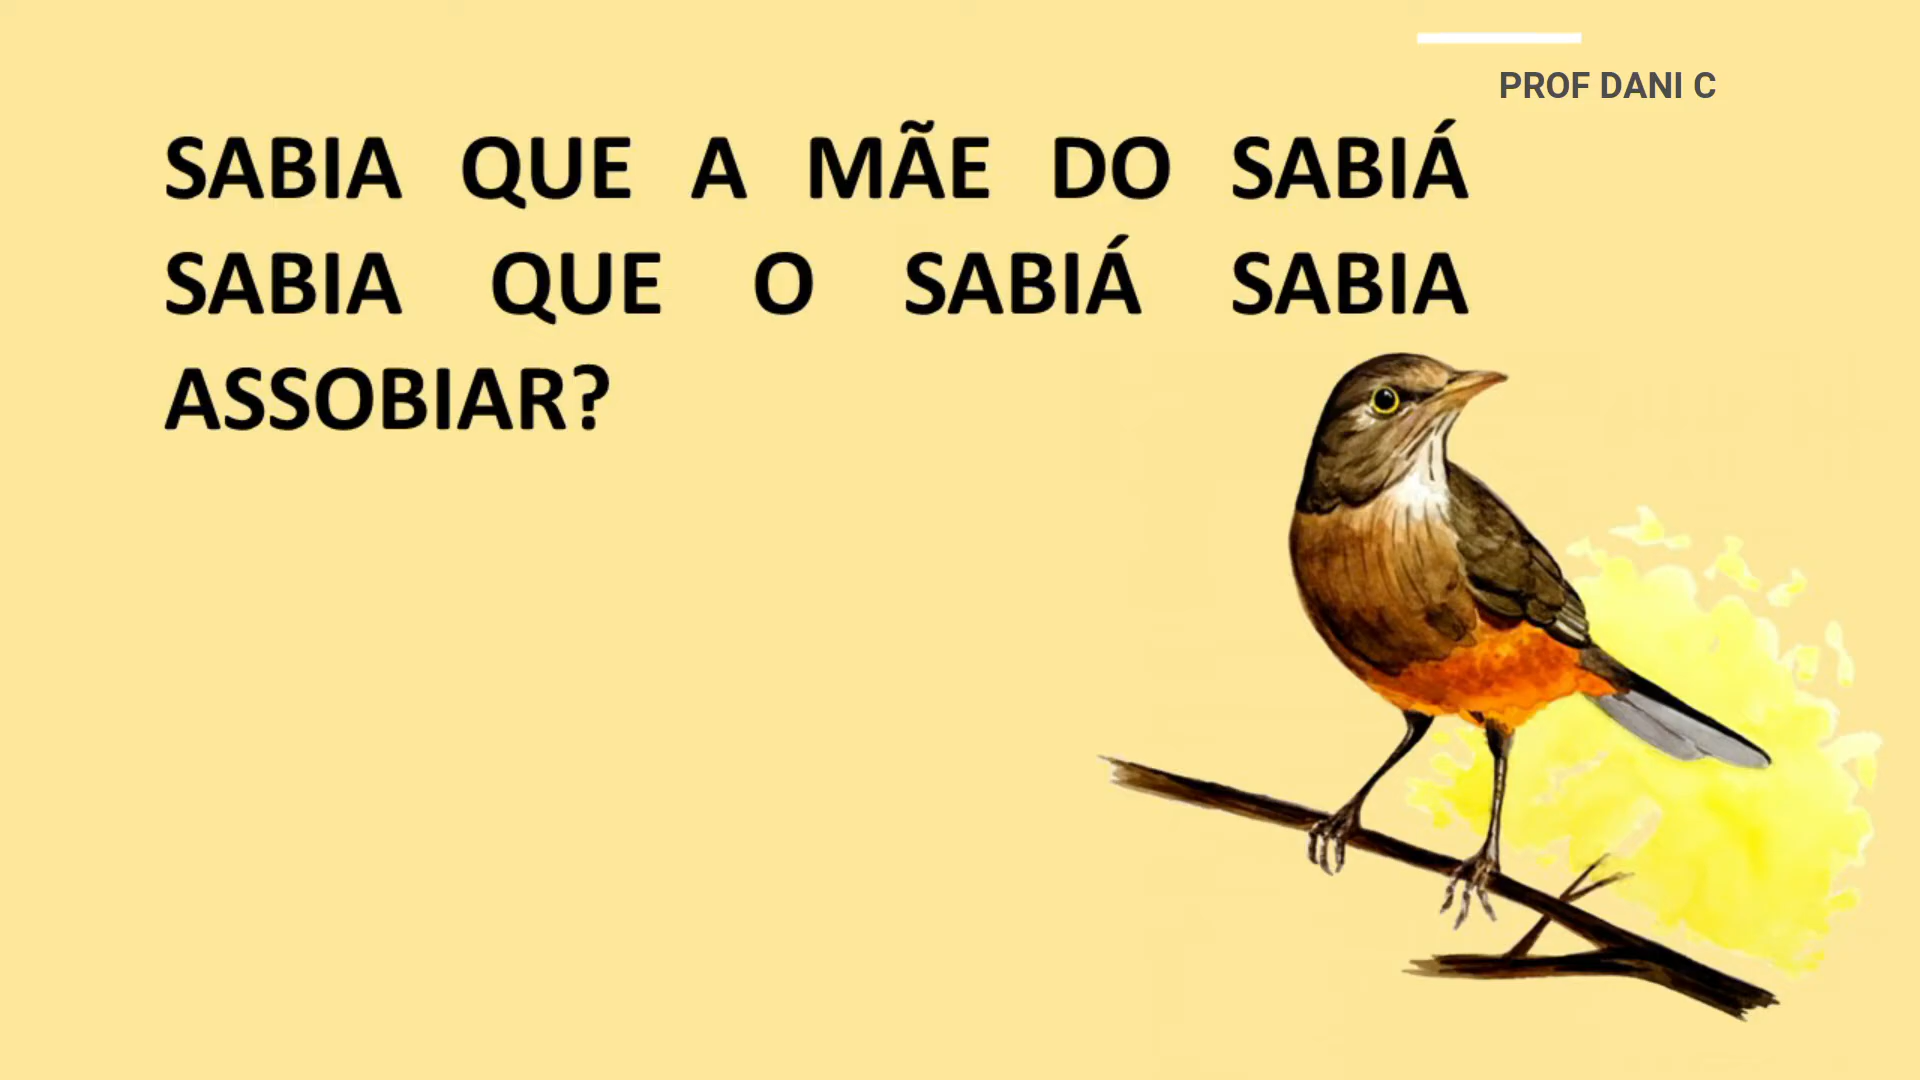 PROF DANI C
SABIA QUE A MÃE DO SABIÁ
SABIA QUE O SABIÁ SABIA
ASSOBIAR?